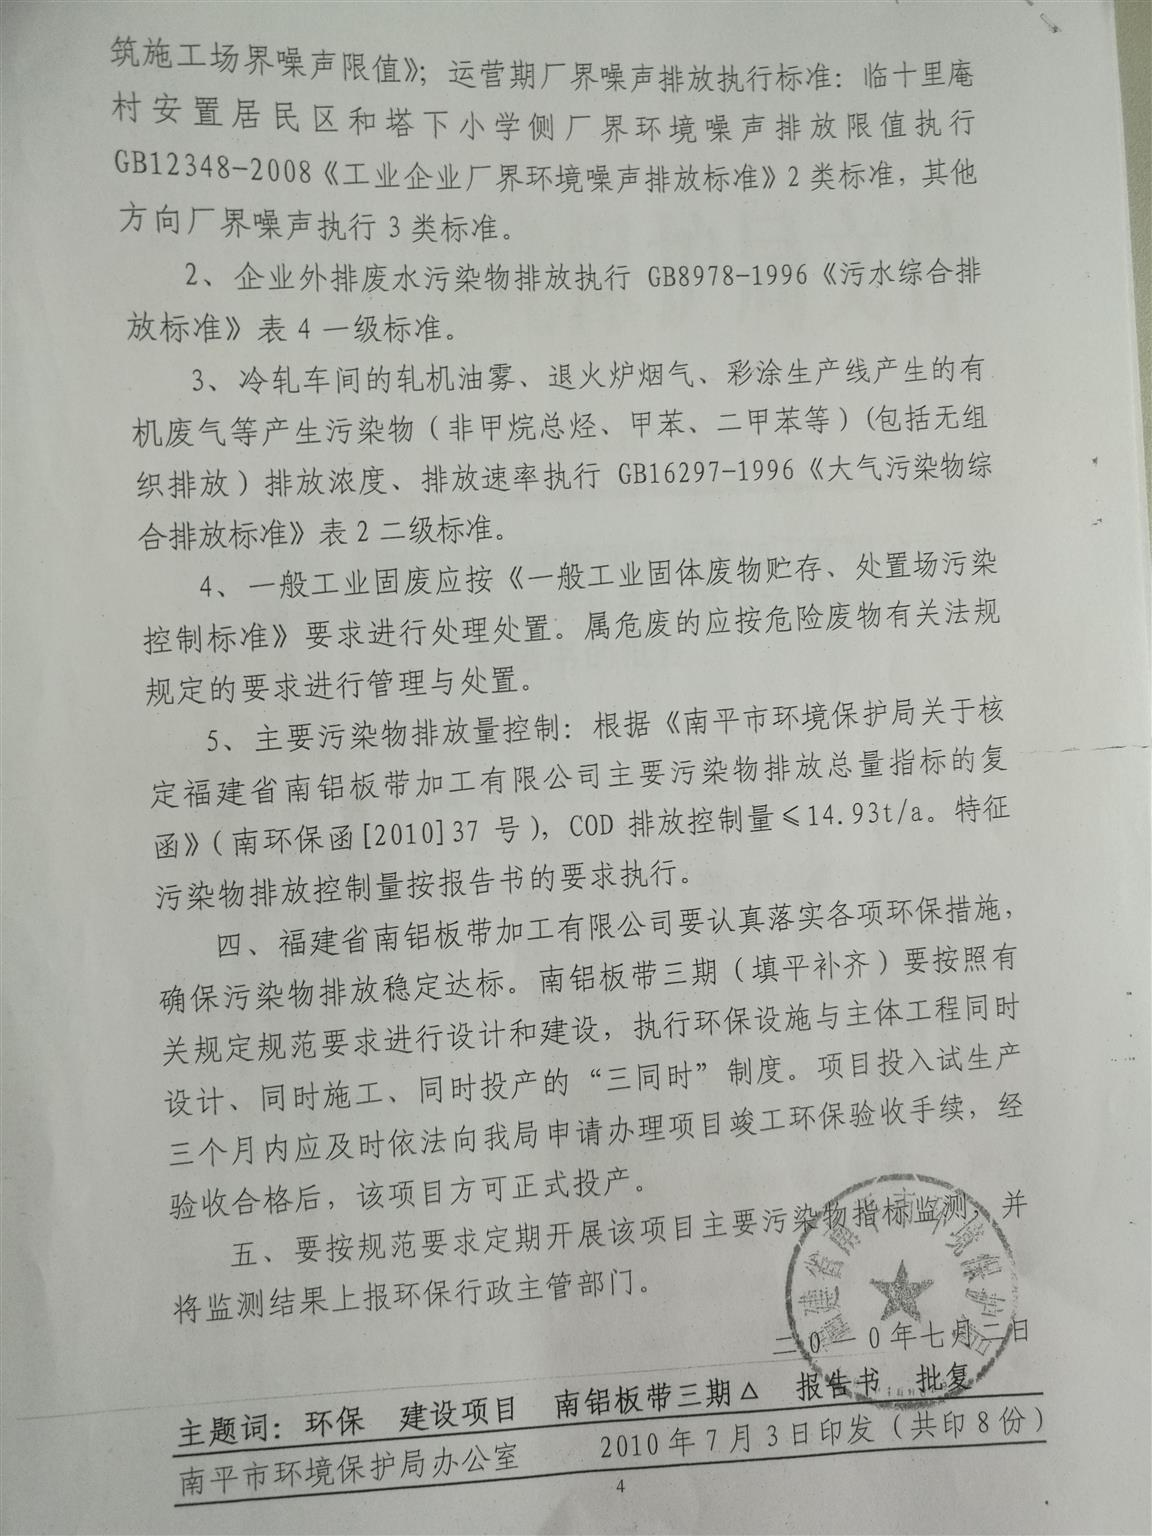 筑施工场界噪声限值》；运营期厂界噪声排放执行标准：临十里庵
村安置居民区和塔下小学侧厂界环境噪声排放限值执行
GB12348-2008《工业企业厂界环境噪声排放标准》2类标准，其他
方向厂界噪声执行 3 类标准。
2、企业外排废水污染物排放执行 GB8978-1996《污水综合排
放标准》表 4 一级标准。
3、冷轧车间的轧机油雾、退火炉烟气、彩涂生产线产生的有
机废气等产生污染物（非甲烷总烃、甲苯、二甲苯等）(包括无组
织排放）排放浓度、排放速率执行 GB16297-1996《大气污染物综
合排放标准》表 2 二级标准。
4、一般工业固废应按《一般工业固体废物贮存、处置场污染
控制标准》要求进行处理处置。属危废的应按危险废物有关法规
规定的要求进行管理与处置。
5、主要污染物排放量控制：根据《南平市环境保护局关于核
定福建省南铝板带加工有限公司主要污染物排放总量指标的复
函》（南环保函[2010]37 号），COD 排放控制量≤14.93t/a。特征
污染物排放控制量按报告书的要求执行。
四、福建省南铝板带加工有限公司要认真落实各项环保措施，
确保污染物排放稳定达标。南铝板带三期（填平补齐）要按照有
关规定规范要求进行设计和建设，执行环保设施与主体工程同时
设计、同时施工、同时投产的“三同时”制度。项目投入试生产
三个月内应及时依法向我局申请办理项目竣工环保验收手续，经
验收合格后，该项目方可正式投产。
五、要按规范要求定期开展该项目主要污染物指标监测，并
将监测结果上报环保行政主管部门。
福建省南平市环境保护局
二0一0年七月二日
主题词：环保 建设项目 南铝板带三期△ 报告书 批复
南平市环境保护局办公室 2010年7月3日印发（共印8份）
4